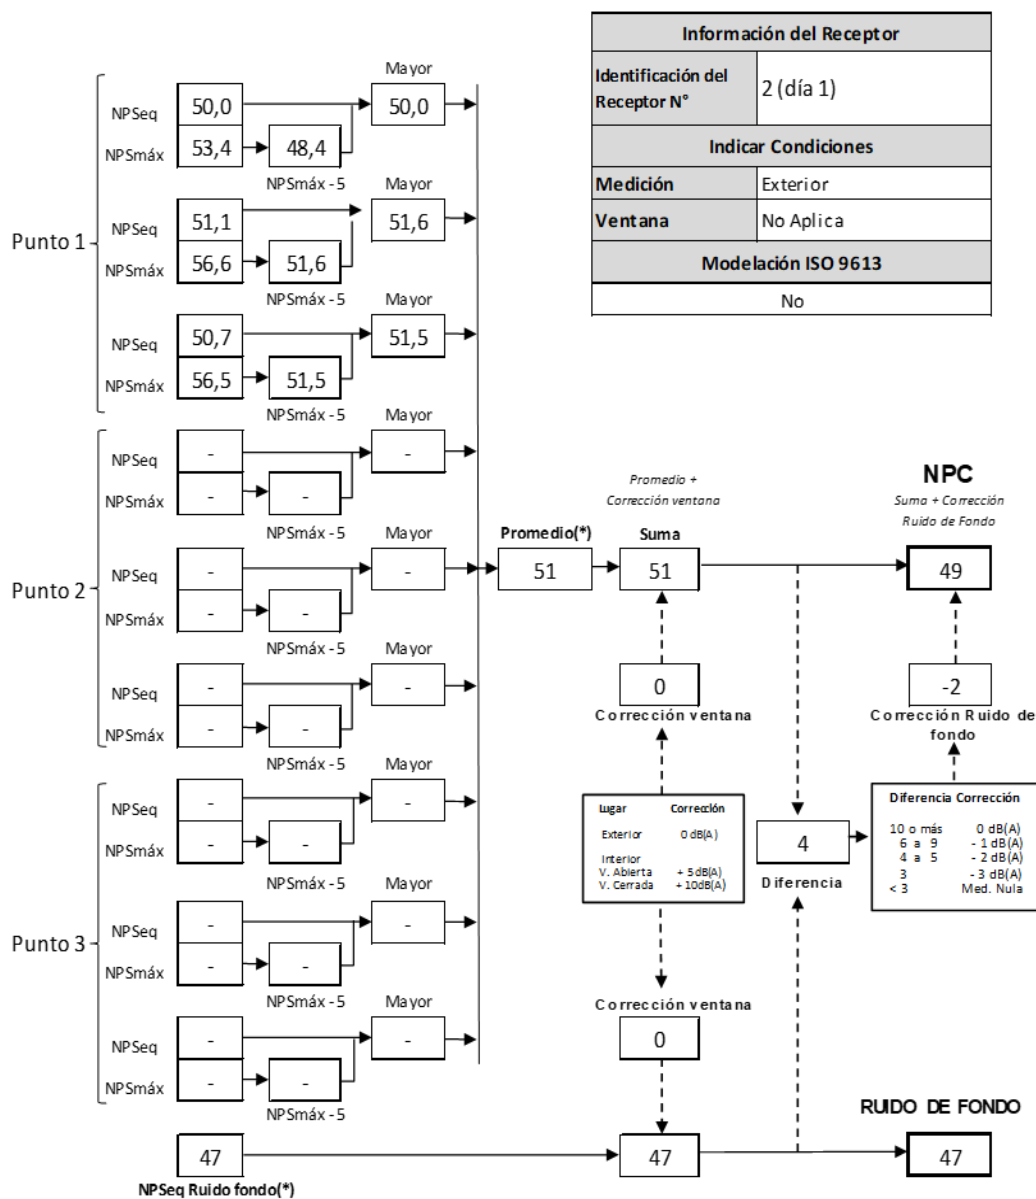 Información del Receptor
Identificación del Receptor N° 2 (día 1)
Indicar Condiciones
Medición Exterior
Ventana No Aplica
Modelación ISO 9613
No
Punto 1
Mayor
NPSeq 50,0 50,0
NPSmáx 53,4 48,4
NPSmáx - 5
Mayor
NPSeq 51,1 51,6
NPSmáx 56,6 51,6
NPSmáx - 5
Mayor
NPSeq 50,7 51,5
NPSmáx 56,5 51,5
NPSmáx - 5
Punto 2
Mayor
NPSeq - -
NPSmáx - -
NPSmáx - 5
Mayor
NPSeq - -
NPSmáx - -
NPSmáx - 5
Mayor
NPSeq - -
NPSmáx - -
NPSmáx - 5
Punto 3
Mayor
NPSeq - -
NPSmáx - -
NPSmáx - 5
Mayor
NPSeq - -
NPSmáx - -
NPSmáx - 5
Mayor
NPSeq - -
NPSmáx - -
NPSmáx - 5
47
NPSeq Ruido fondo(*)
Promedio(*)
51
Promedio +
Corrección ventana
Suma
51
0
Corrección ventana
Lugar Corrección
Exterior 0 dB(A)
Interior
V. Abierta + 5dB(A)
V. Cerrada + 10dB(A)
Corrección ventana
0
47
4
Diferencia
NPC
Suma + Corrección
Ruido de Fondo
49
-2
Corrección Ruido de
fondo
Diferencia Corrección
10 o más 0 dB(A)
6 a 9 - 1 dB(A)
4 a 5 - 2 dB(A)
3 - 3 dB(A)
< 3 Med. Nula
RUIDO DE FONDO
47